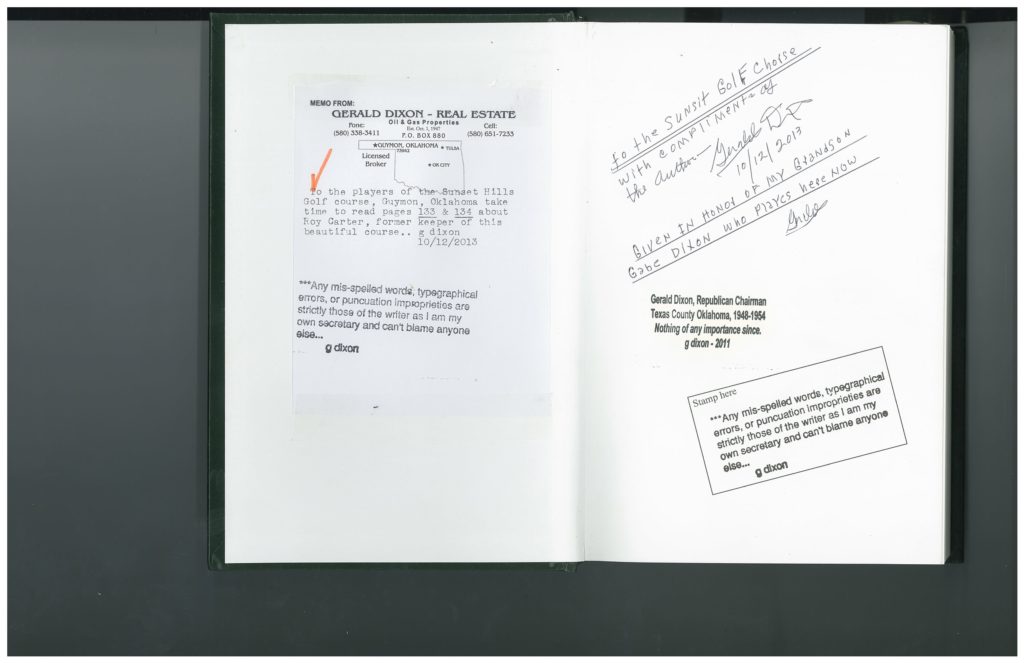 MEMO FROM:
GERALD DIXON - REAL ESTATE
Oil & Gas Properties
Fone: Est. Oct. 1, 1947 Cell:
(580) 338-3411 P.O. BOX 880 (580) 651-7233
★GUYMON, OKLAHOMA
73942 ★ TULSA
Licensed
Broker ★ OK CITY
To the players of the Sunset Hills
Golf course, Guymon, Oklahoma take
time to read pages 133 & 134 about
Roy Carter, former keeper of this
beautiful course.. g dixon
10/12/2013
***Any mis-spelled words, typegraphical
errors, or puncuation improprieties are
strictly those of the writer as I am my
own secretary and can't blame anyone
else...
g dixon
To the SUNSIT GOLF Chorse
with compliments of
the author - Gerald
10/12/2013
GIVEN IN HONOR OF MY GRANDSON
Gabe DIXON who PlAYes here NOW
Gerald Dixon, Republican Chairman
Texas County Oklahoma, 1948-1954
Nothing of any importance since.
g dixon - 2011
Stamp here
***Any mis-spelled words, typegraphical
errors, or puncuation improprieties are
strictly those of the writer as I am my
own secretary and can't blame anyone
else...
g dixon